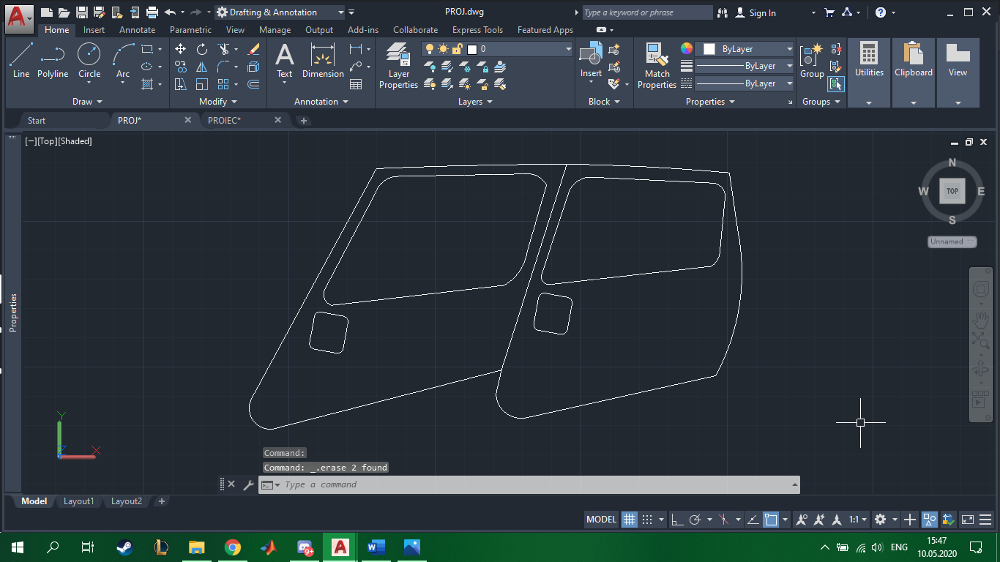 Drafting & Annotation
PROJ.dwg
Type a keyword or phrase
Sign In
Home Insert Annotate Parametric View Manage Output Add-ins Collaborate Express Tools Featured Apps
Line Polyline Circle Arc
Draw
Modify
Text Dimension
Annotation
Layer
Properties
0
Layers
Insert
Block
Match
Properties
ByLayer
ByLayer
ByLayer
Properties
Group
Groups
Utilities
Clipboard
View
Start PROJ* PROIEC*
[−][Top][Shaded]
N
W TOP E
S
Unnamed
Properties
Y
X
Command:
Command: _.erase 2 found
Type a command
Model Layout1 Layout2
MODEL 1:1
9+
ENG
15:47
10.05.2020